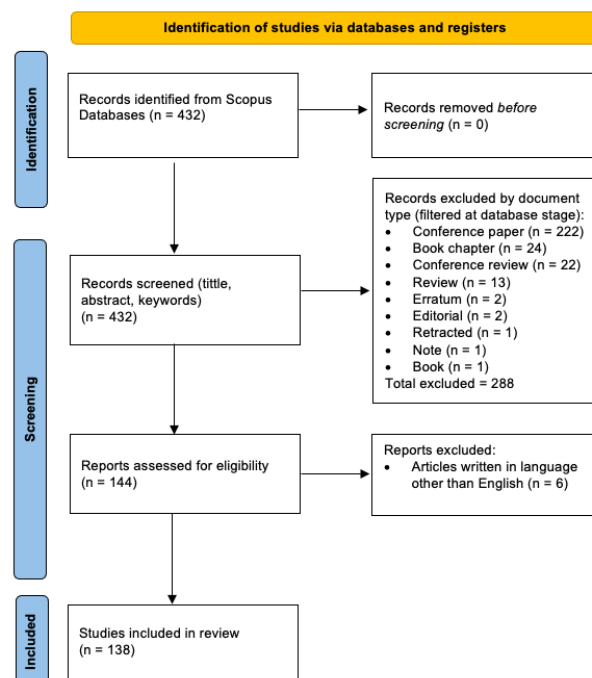 Identification of studies via databases and registers
Identification
Records identified from Scopus
Databases (n = 432)
Records removed before
screening (n = 0)
Screening
Records screened (tittle,
abstract, keywords)
(n = 432)
Records excluded by document
type (filtered at database stage):
• Conference paper (n = 222)
• Book chapter (n = 24)
• Conference review (n = 22)
• Review (n = 13)
• Erratum (n = 2)
• Editorial (n = 2)
• Retracted (n = 1)
• Note (n = 1)
• Book (n = 1)
Total excluded = 288
Reports assessed for eligibility
(n = 144)
Reports excluded:
• Articles written in language
other than English (n = 6)
Included
Studies included in review
(n = 138)